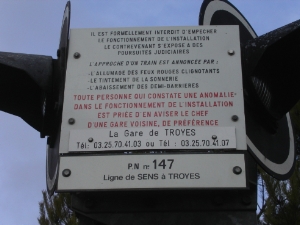 IL EST FORMELLEMENT INTERDIT D'EMPECHER
LE FONCTIONNEMENT DE L'INSTALLATION
LE CONTREVENANT S'EXPOSE A DES
POURSUITES JUDICIAIRES
L'APPROCHE D'UN TRAIN EST ANNONCEE PAR :
- L'ALLUMAGE DES FEUX ROUGES CLIGNOTANTS
- LE TINTEMENT DE LA SONNERIE
- L'ABAISSEMENT DES DEMI-BARRIERES
TOUTE PERSONNE QUI CONSTATE UNE ANOMALIE
DANS LE FONCTIONNEMENT DE L'INSTALLATION
EST PRIÉE D'EN AVISER LE CHEF
D'UNE GARE VOISINE, DE PRÉFÉRENCE
La Gare de TROYES
Tél: 03.25.70.41.03 ou Tél : 03.25.70.41.07
P.N n° 147
Ligne de SENS à TROYES